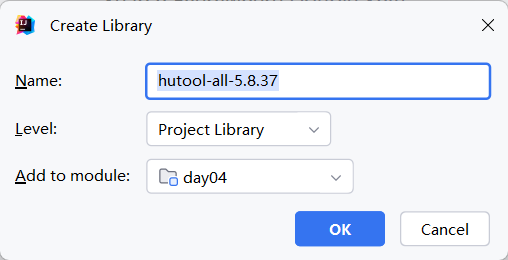 Create Library
Name: hutool-all-5.8.37
Level: Project Library
Add to module: day04
OK Cancel